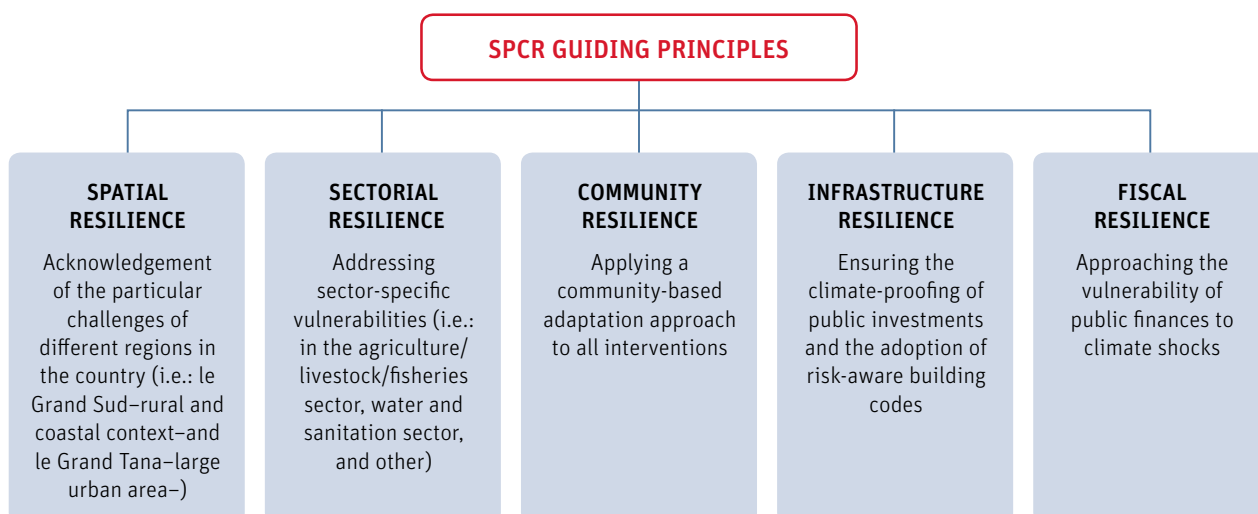 SPCR GUIDING PRINCIPLES
SPATIAL
RESILIENCE
Acknowledgement
of the particular
challenges of
different regions in
the country (i.e.: le
Grand Sud–rural and
coastal context–and
le Grand Tana–large
urban area–)
SECTORIAL
RESILIENCE
Addressing
sector-specific
vulnerabilities (i.e.:
in the agriculture/
livestock/fisheries
sector, water and
sanitation sector,
and other)
COMMUNITY
RESILIENCE
Applying a
community-based
adaptation approach
to all interventions
INFRASTRUCTURE
RESILIENCE
Ensuring the
climate-proofing of
public investments
and the adoption of
risk-aware building
codes
FISCAL
RESILIENCE
Approaching the
vulnerability of
public finances to
climate shocks